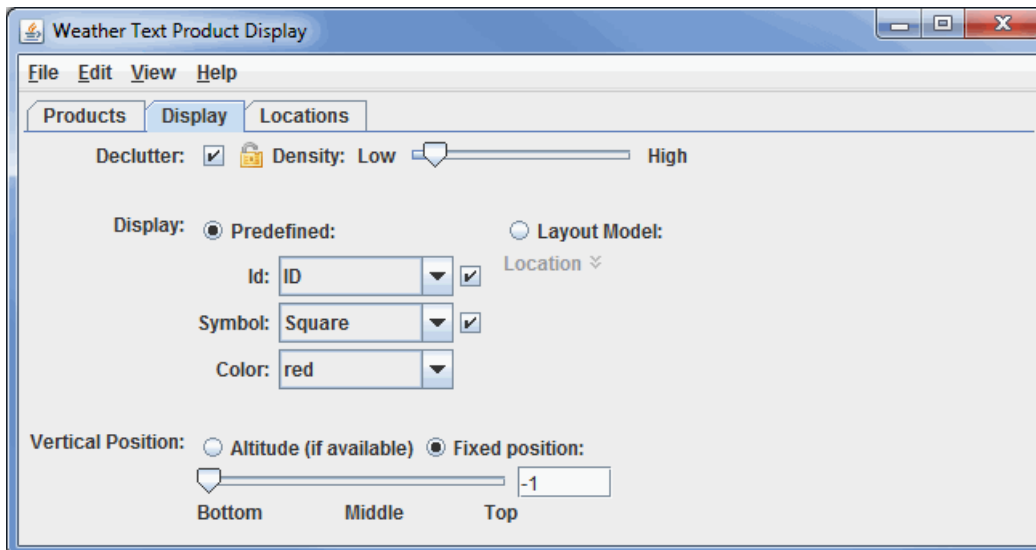 Weather Text Product Display
File Edit View Help
Products Display Locations
Declutter: Density: Low High
Display: Predefined: Layout Model:
Id: ID Location
Symbol: Square
Color: red
Vertical Position: Altitude (if available) Fixed position:
-1
Bottom Middle Top